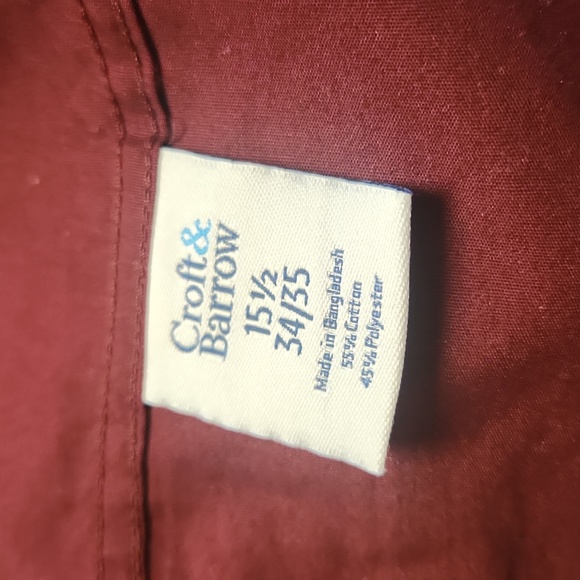 Croft&
Barrow
15½
34/35
Made in Bangladesh
55% Cotton
45% Polyester